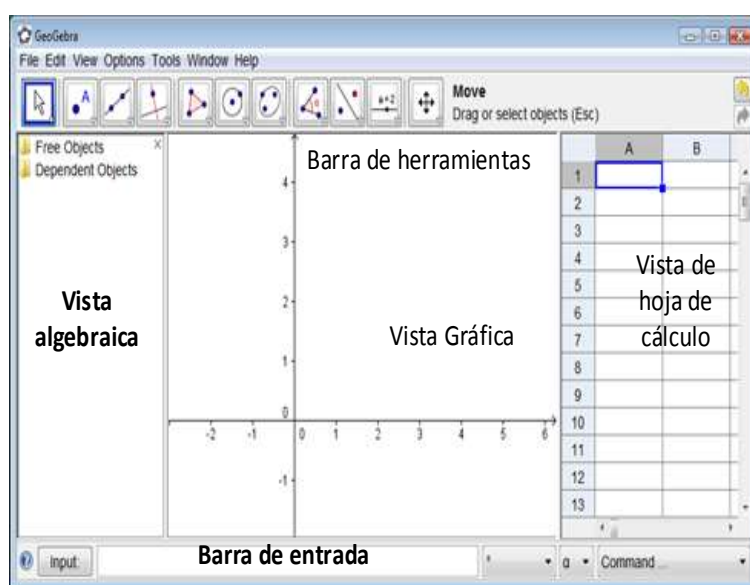 GeoGebra
File Edit View Options Tools Window Help
A
α
a=2
Move
Drag or select objects (Esc)
Free Objects
Dependent Objects
Barra de herramientas
A B
1
2
3
4
5
6
7
8
9
10
11
12
13
Vista
algebraica
Vista Gráfica
Vista de
hoja de
cálculo
4
3
2
1
0
-1
-2 -1 0 1 2 3 4 5 6
Barra de entrada
Input:
α
Command ...